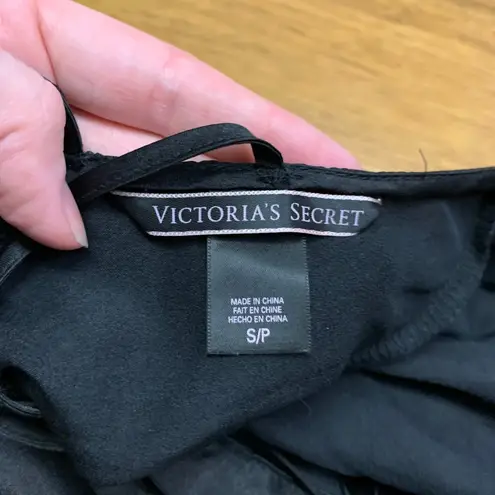 VICTORIA'S SECRET
MADE IN CHINA
FAIT EN CHINE
HECHO EN CHINA
S/P